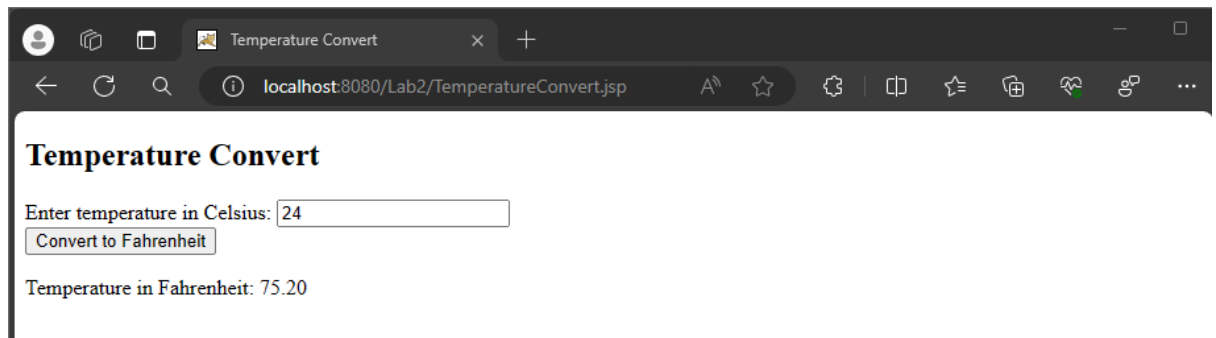 Temperature Convert
localhost:8080/Lab2/TemperatureConvert.jsp
Temperature Convert
Enter temperature in Celsius: 24
Convert to Fahrenheit
Temperature in Fahrenheit: 75.20